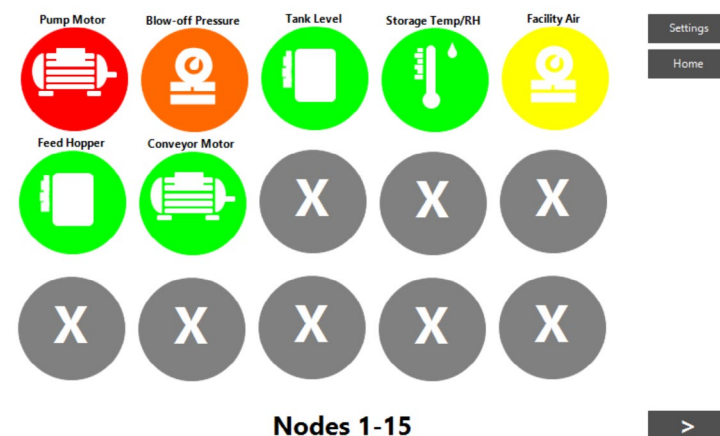 Pump Motor
Blow-off Pressure
Tank Level
Storage Temp/RH
Facility Air
Settings
Home
Feed Hopper
Conveyor Motor
X
X
X
X
X
X
X
X
Nodes 1-15
>